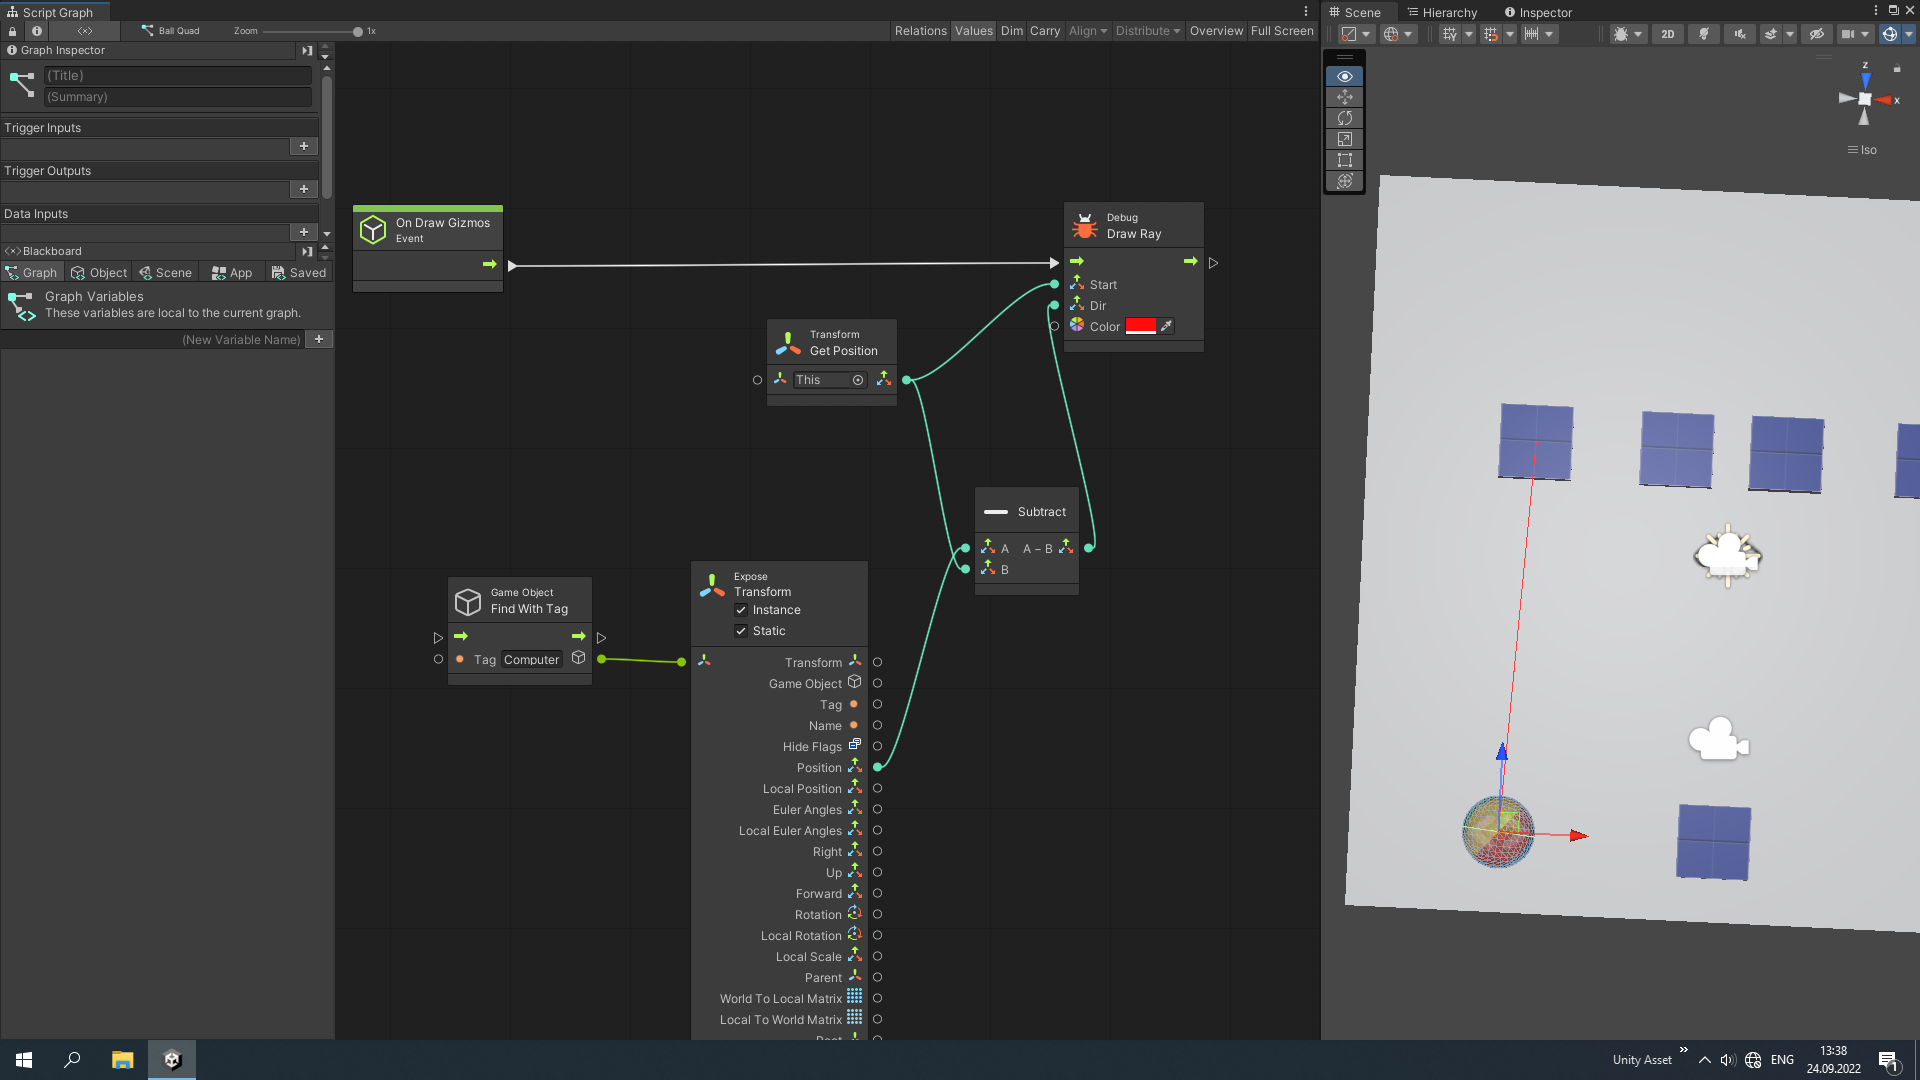 Script Graph
Ball Quad
Zoom
1x
Relations
Values
Dim
Carry
Align
Distribute
Overview
Full Screen
Graph Inspector
(Title)
(Summary)
Trigger Inputs
Trigger Outputs
Data Inputs
Blackboard
Graph
Object
Scene
App
Saved
Graph Variables
These variables are local to the current graph.
(New Variable Name)
On Draw Gizmos
Event
Debug
Draw Ray
Start
Dir
Color
Transform
Get Position
This
Subtract
A
A − B
B
Game Object
Find With Tag
Tag
Computer
Expose
Transform
Instance
Static
Transform
Game Object
Tag
Name
Hide Flags
Position
Local Position
Euler Angles
Local Euler Angles
Right
Up
Forward
Rotation
Local Rotation
Local Scale
Parent
World To Local Matrix
Local To World Matrix
Scene
Hierarchy
Inspector
2D
z
x
Iso
Unity Asset
ENG
13:38
24.09.2022
1